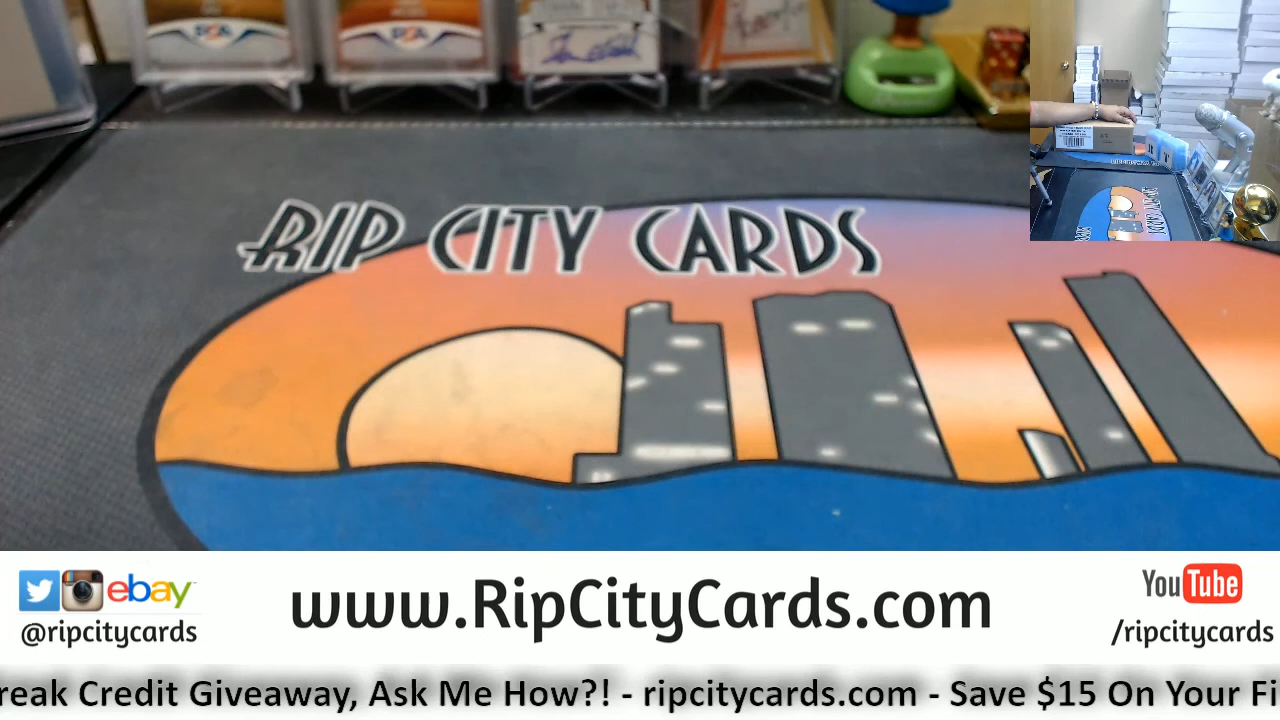 RIP CITY CARDS
ebay
@ripcitycards
www.RipCityCards.com
YouTube
/ripcitycards
reak Credit Giveaway, Ask Me How?! - ripcitycards.com - Save $15 On Your Fi